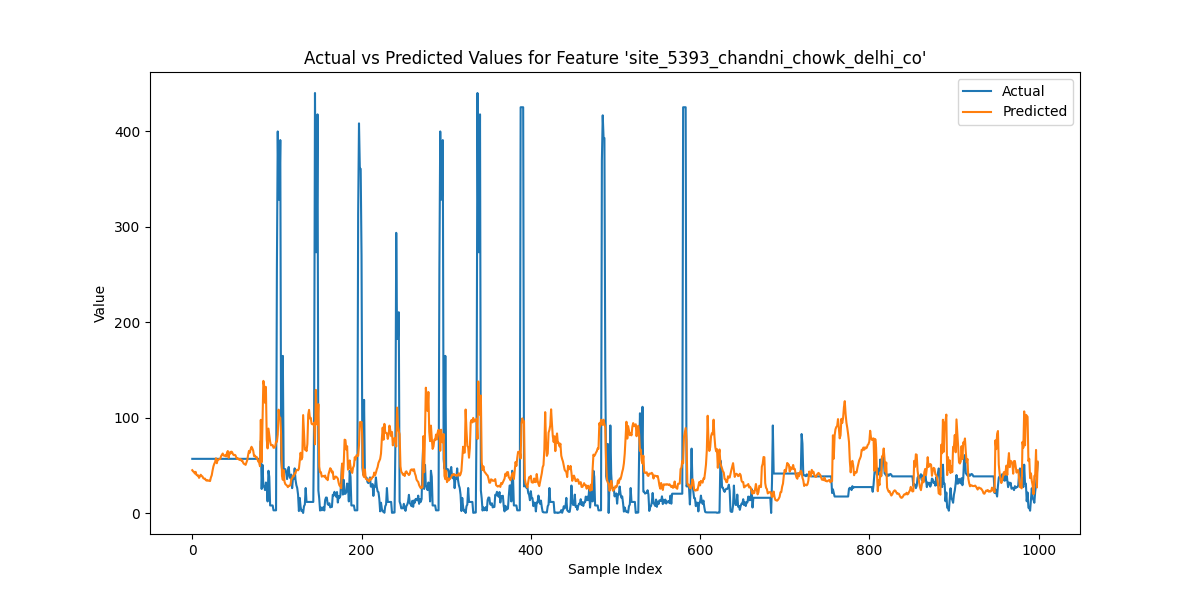 Actual vs Predicted Values for Feature 'site_5393_chandni_chowk_delhi_co'
Actual
Predicted
400
300
200
100
0
Value
0
200
400
600
800
1000
Sample Index